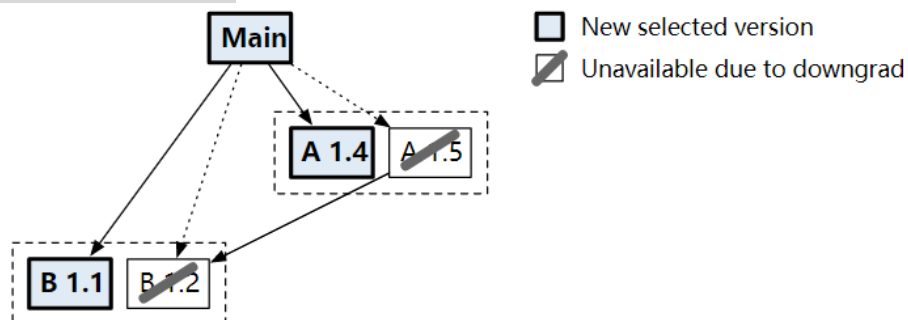 Main
New selected version
Unavailable due to downgrad
A 1.4
A 1.5
B 1.1
B 1.2